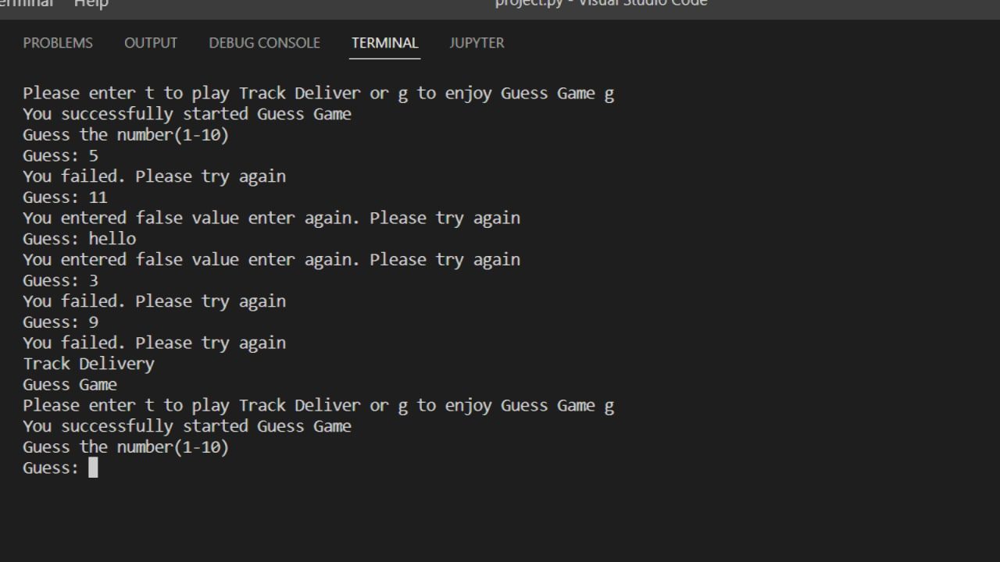 Help
project.py - Visual Studio Code
PROBLEMS OUTPUT DEBUG CONSOLE TERMINAL JUPYTER
Please enter t to play Track Deliver or g to enjoy Guess Game g
You successfully started Guess Game
Guess the number(1-10)
Guess: 5
You failed. Please try again
Guess: 11
You entered false value enter again. Please try again
Guess: hello
You entered false value enter again. Please try again
Guess: 3
You failed. Please try again
Guess: 9
You failed. Please try again
Track Delivery
Guess Game
Please enter t to play Track Deliver or g to enjoy Guess Game g
You successfully started Guess Game
Guess the number(1-10)
Guess: